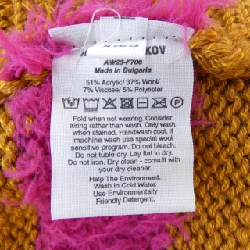 KOV
AW23-F706
Made in Bulgaria
51% Acrylic/ 37% Wool/
7% Viscose/ 5% Polyester
Fold when not wearing. Consider
airing rather than wash. Only wash
when stained. Handwash cool. If
machine wash use special wool
sensitive program. Do not bleach.
Do not tumble dry. Lay flat to dry.
Do not iron. Dry clean - consult
with your dry cleaner.
Help The Environment.
Wash in Cold Water.
Use Environmentally
Friendly Detergent.